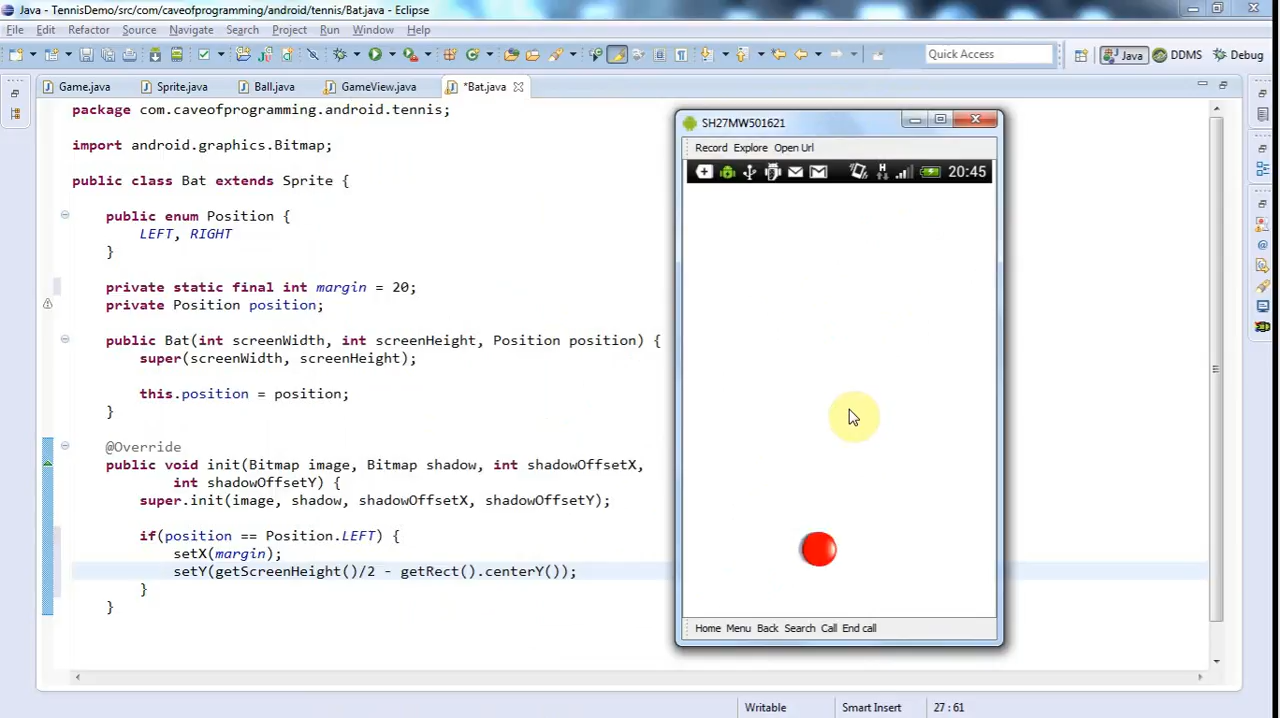 Java - TennisDemo/src/com/caveofprogramming/android/tennis/Bat.java - Eclipse
File Edit Refactor Source Navigate Search Project Run Window Help
Quick Access Java DDMS Debug
Game.java Sprite.java Ball.java GameView.java *Bat.java
package com.caveofprogramming.android.tennis;
import android.graphics.Bitmap;
public class Bat extends Sprite {
public enum Position {
LEFT, RIGHT
}
private static final int margin = 20;
private Position position;
public Bat(int screenWidth, int screenHeight, Position position) {
super(screenWidth, screenHeight);
this.position = position;
}
@Override
public void init(Bitmap image, Bitmap shadow, int shadowOffsetX,
int shadowOffsetY) {
super.init(image, shadow, shadowOffsetX, shadowOffsetY);
if(position == Position.LEFT) {
setX(margin);
setY(getScreenHeight()/2 - getRect().centerY());
}
}
SH27MW501621
Record Explore Open Url
H 20:45
Home Menu Back Search Call End call
Writable Smart Insert 27 : 61